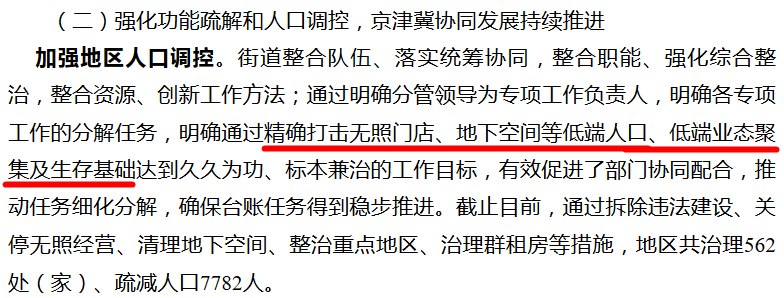 （二）强化功能疏解和人口调控，京津冀协同发展持续推进
加强地区人口调控。街道整合队伍、落实统筹协同，整合职能、强化综合整
治，整合资源、创新工作方法；通过明确分管领导为专项工作负责人，明确各专项
工作的分解任务，明确通过精确打击无照门店、地下空间等低端人口、低端业态聚
集及生存基础达到久久为功、标本兼治的工作目标，有效促进了部门协同配合，推
动任务细化分解，确保台账任务得到稳步推进。截止目前，通过拆除违法建设、关
停无照经营、清理地下空间、整治重点地区、治理群租房等措施，地区共治理562
处（家）、疏减人口7782人。